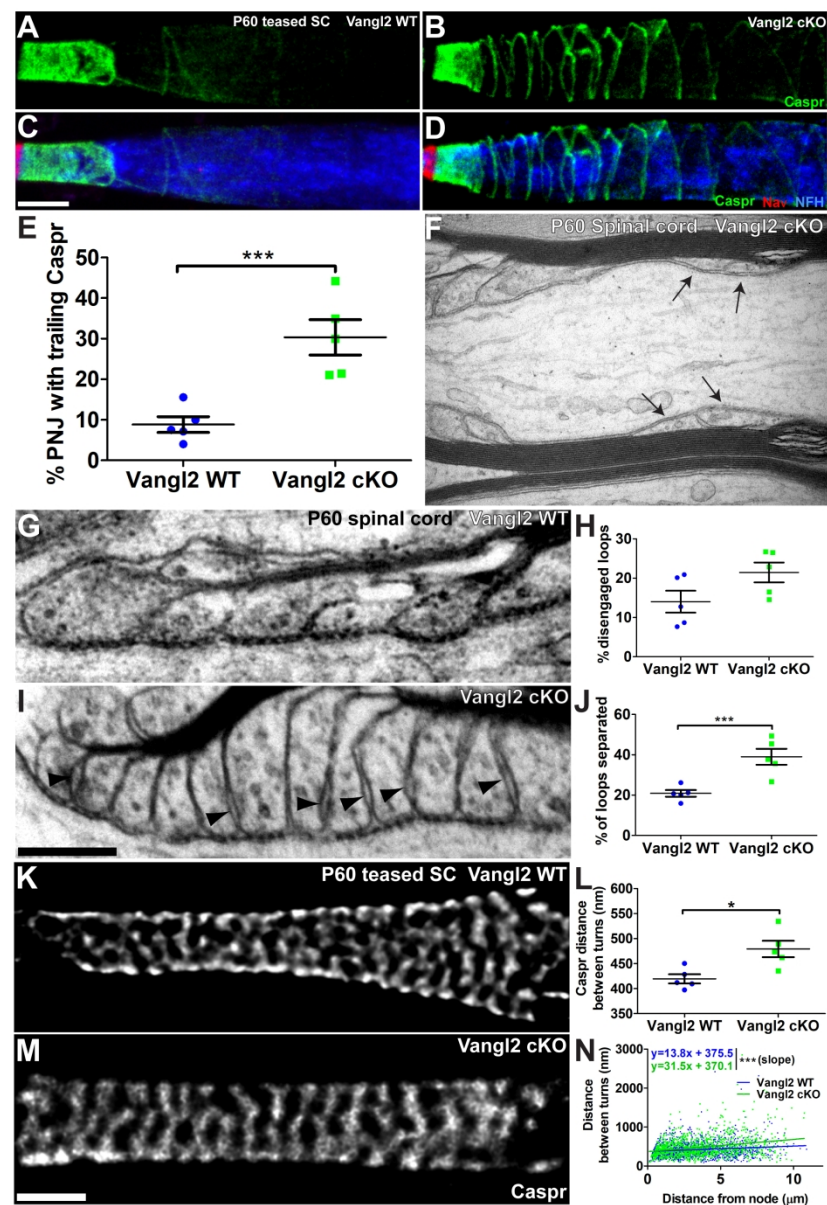 A
P60 teased SC Vangl2 WT
B
Vangl2 cKO
Caspr
C
D
Caspr Nav NFH
E
% PNJ with trailing Caspr
50
40
30
20
10
0
***
Vangl2 WT
Vangl2 cKO
F
P60 Spinal cord Vangl2 cKO
G
P60 spinal cord Vangl2 WT
H
% disengaged loops
30
20
10
0
Vangl2 WT Vangl2 cKO
I
Vangl2 cKO
J
% of loops separated
60
40
20
0
***
Vangl2 WT Vangl2 cKO
K
P60 teased SC Vangl2 WT
L
Caspr distance
between turns (nm)
600
550
500
450
400
350
*
Vangl2 WT Vangl2 cKO
M
Vangl2 cKO
Caspr
N
Distance
between turns (nm)
3000
2000
1000
0
y=13.8x + 375.5
y=31.5x + 370.1
*** (slope)
Vangl2 WT
Vangl2 cKO
0 5 10
Distance from node (µm)